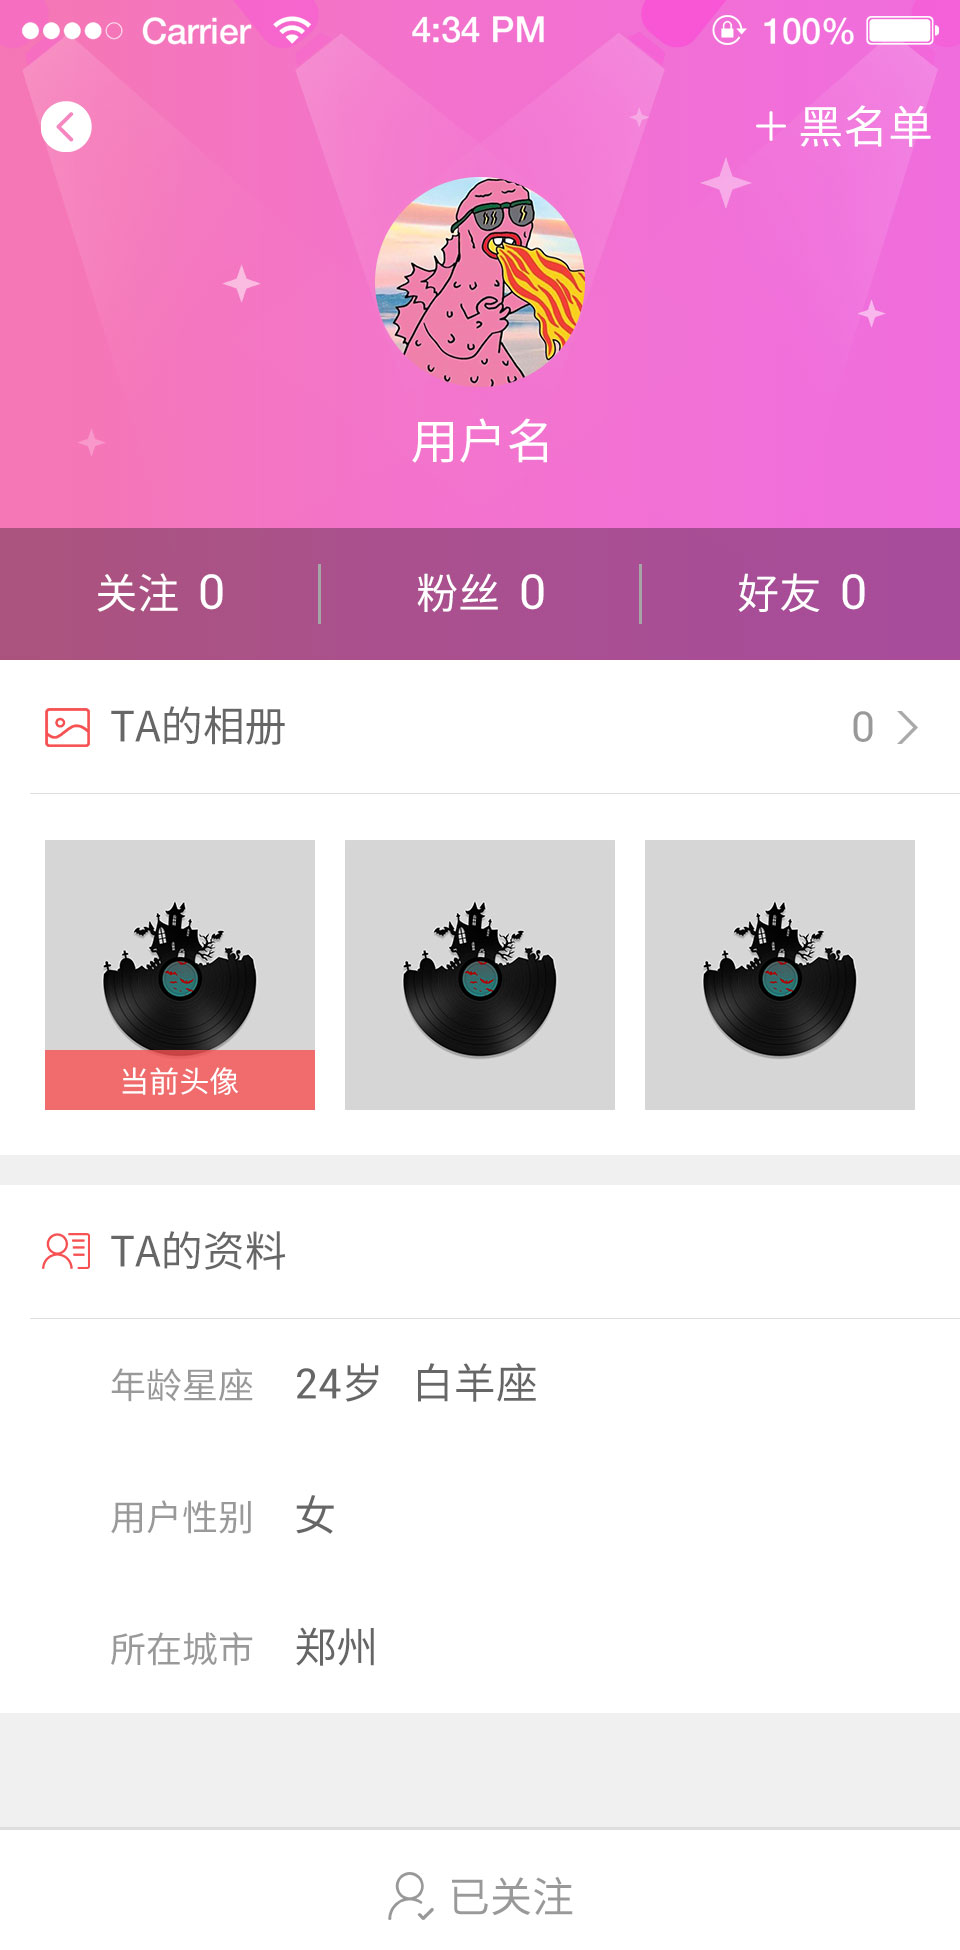 Carrier 4:34 PM 100%
+ 黑名单
用户名
关注 0 粉丝 0 好友 0
TA的相册 0
当前头像
TA的资料
年龄星座 24岁 白羊座
用户性别 女
所在城市 郑州
已关注